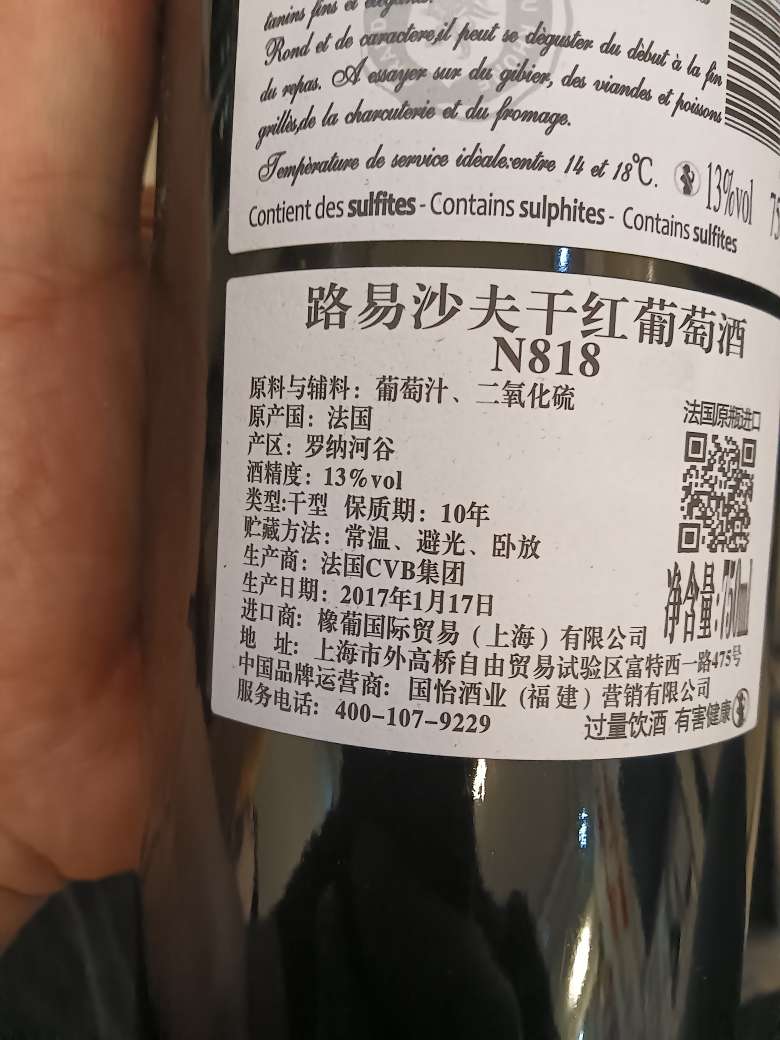 tanins fins et élégants.
Rond et de caractère,il peut se déguster du début à la fin
du repas. A essayer sur du gibier, des viandes et poissons
grillés,de la charcuterie et du fromage.
Température de service idéale:entre 14 et 18°C.
13%vol
75
Contient des sulfites - Contains sulphites - Contains sulfites
路易沙夫干红葡萄酒
N818
原料与辅料：葡萄汁、二氧化硫
原产国：法国
法国原瓶进口
产区：罗纳河谷
酒精度：13%vol
类型:干型 保质期：10年
贮藏方法：常温、避光、卧放
生产商：法国CVB集团
净含量:750ml
生产日期：2017年1月17日
进口商：橡葡国际贸易（上海）有限公司
地 址：上海市外高桥自由贸易试验区富特西一路475号
中国品牌运营商：国怡酒业（福建）营销有限公司
服务电话：400-107-9229
过量饮酒 有害健康